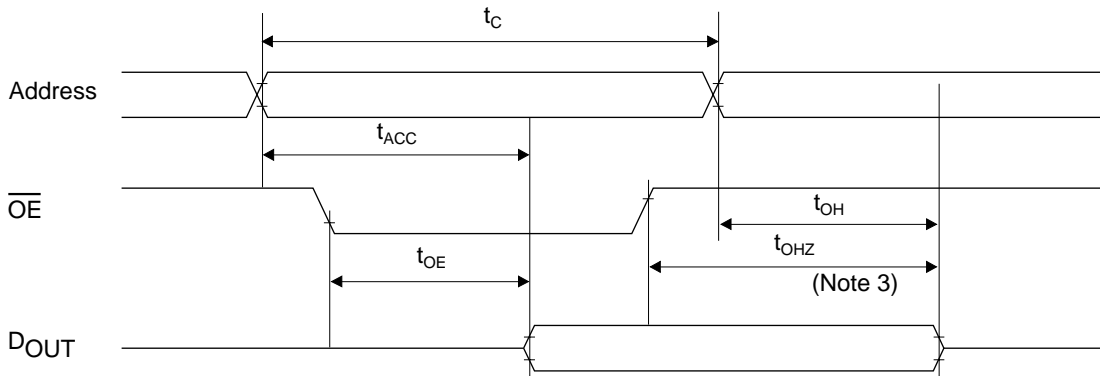 tC
Address
tACC
OE
tOH
tOE
tOHZ
(Note 3)
DOUT